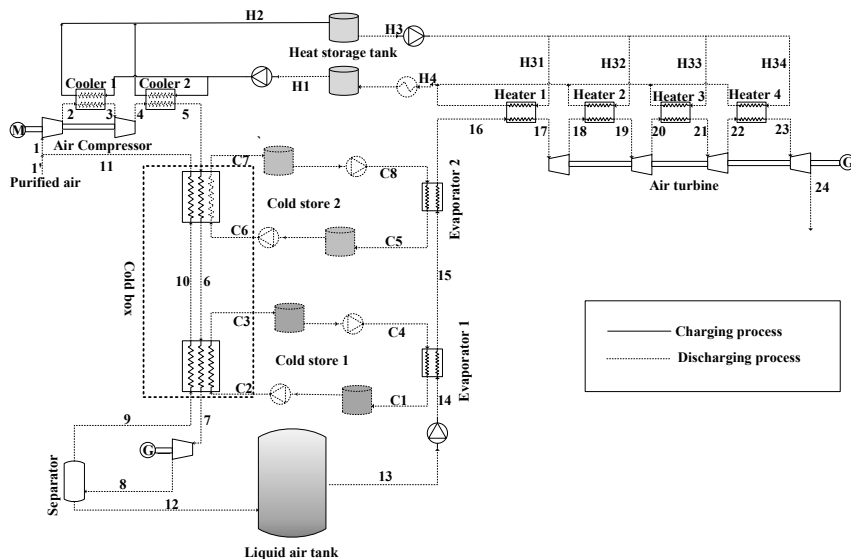 H2
H3
Heat storage tank
H31
H32
H33
H34
Cooler 1
Cooler 2
H1
H4
Heater 1
Heater 2
Heater 3
Heater 4
2
3
4
5
M
1
Air Compressor
11
1'
Purified air
16
17
18
19
20
21
22
23
Air turbine
G
24
`
C7
C8
Cold store 2
Evaporator 2
C6
C5
Cold box
10
6
15
C3
C4
Cold store 1
Evaporator 1
C2
C1
14
Charging process
Discharging process
9
7
G
Separator
8
12
13
Liquid air tank